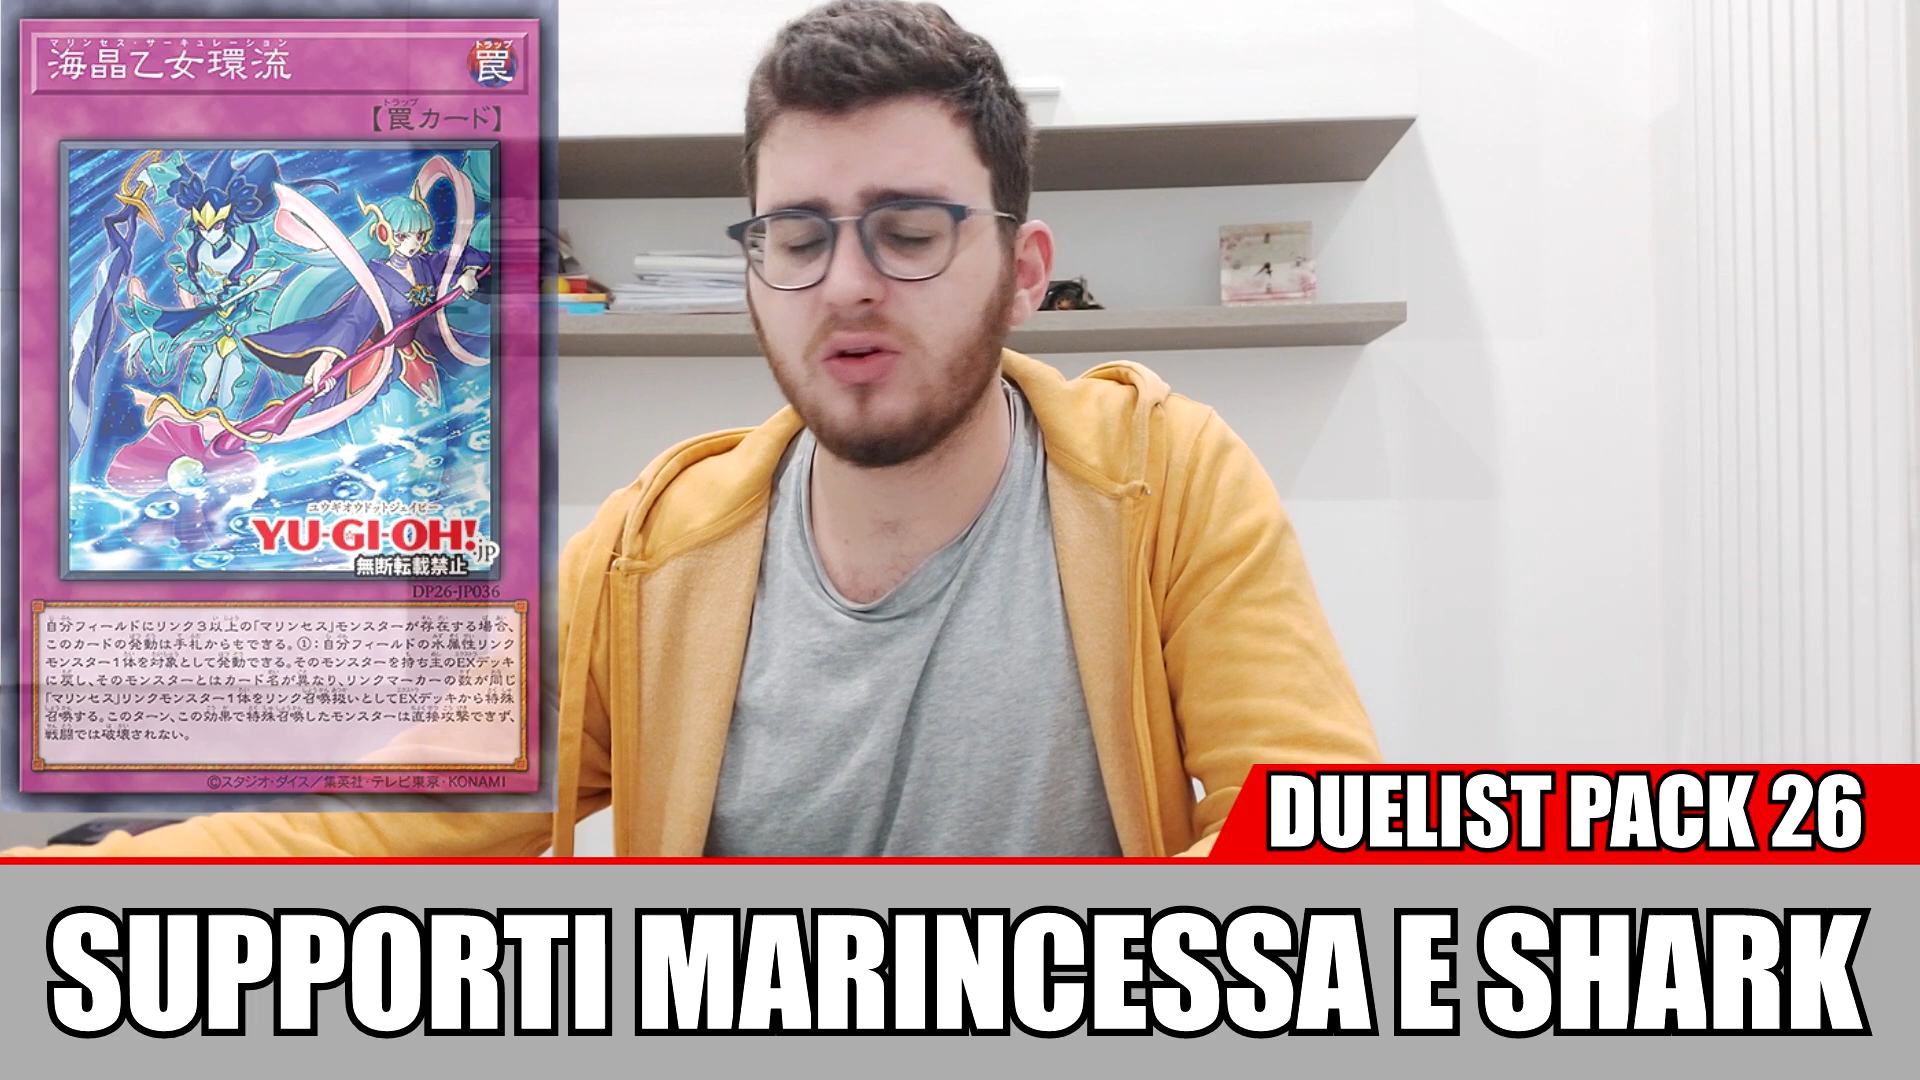 マリンセス・サーキュレーション
海晶乙女環流
トラップ
罠
トラップ
【罠カード】
ユウギオウドットジェイピー
YU-GI-OH!.jp
無断転載禁止
DP26-JP036
自分フィールドにリンク3以上の「マリンセス」モンスターが存在する場合、
このカードの発動は手札からもできる。①:自分フィールドの水属性リンク
モンスター1体を対象として発動できる。そのモンスターを持ち主のEXデッキ
に戻し、そのモンスターとはカード名が異なり、リンクマーカーの数が同じ
「マリンセス」リンクモンスター1体をリンク召喚扱いとしてEXデッキから特殊
召喚する。このターン、この効果で特殊召喚したモンスターは直接攻撃できず、
戦闘では破壊されない。
©スタジオ・ダイス/集英社・テレビ東京・KONAMI
DUELIST PACK 26
SUPPORTI MARINCESSA E SHARK